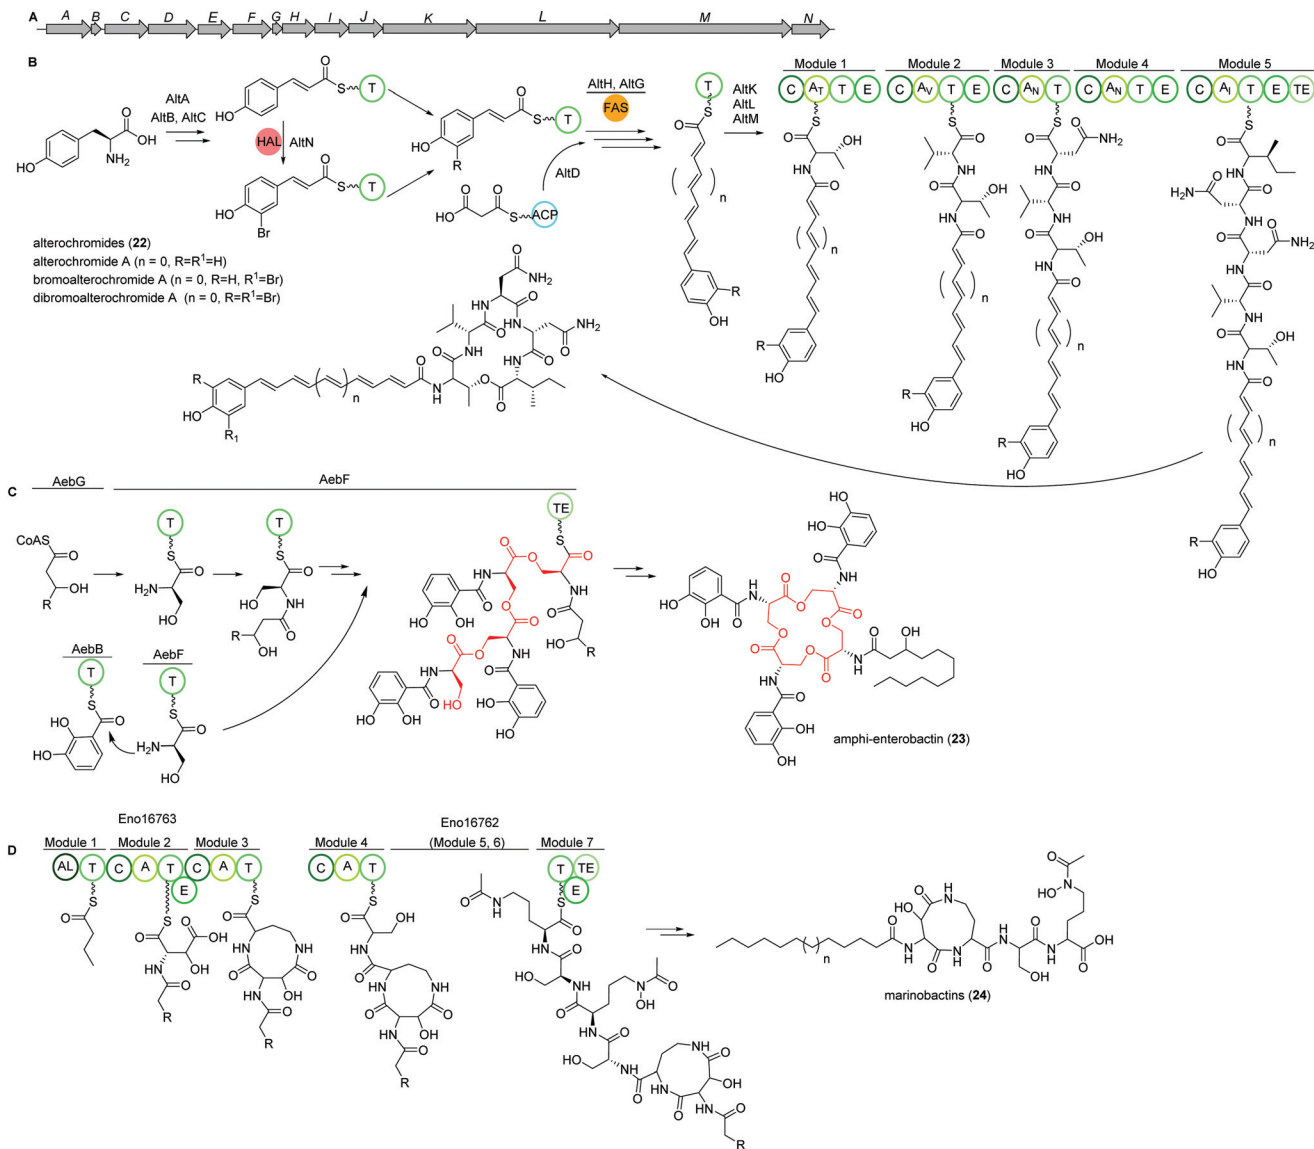 A
A B C D E F G H I J K L M N
B
AltA
AltB, AltC
HAL
AltN
AltD
AltH, AltG
FAS
AltK
AltL
AltM
Module 1 Module 2 Module 3 Module 4 Module 5
C AT T E C AV T E C AN T C AN T E C AI T E TE
T
T
T
T
ACP
alterochromides (22)
alterochromide A (n = 0, R=R1=H)
bromoalterochromide A (n = 0, R=H, R1=Br)
dibromoalterochromide A (n = 0, R=R1=Br)
C
AebG AebF
T T TE
CoAS
AebB AebF
T T
amphi-enterobactin (23)
D
Eno16763 Eno16762
Module 1 Module 2 Module 3 Module 4 (Module 5, 6) Module 7
AL T C A T E C A T C A T T TE E
marinobactins (24)